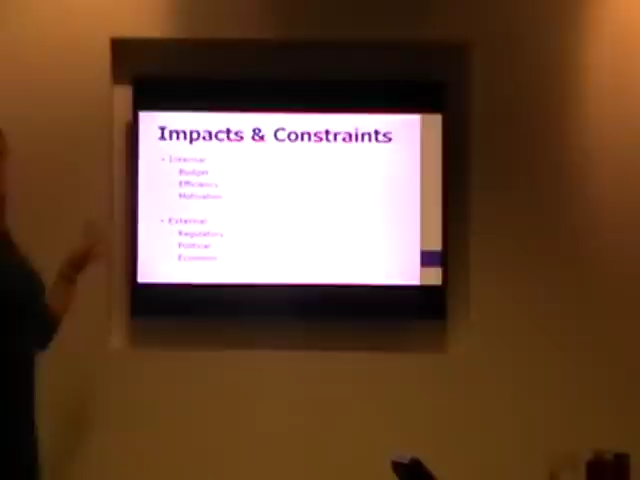 Impacts & Constraints
• Internal
Budget
Efficiency
Motivation
• External
Regulatory
Political
Economic